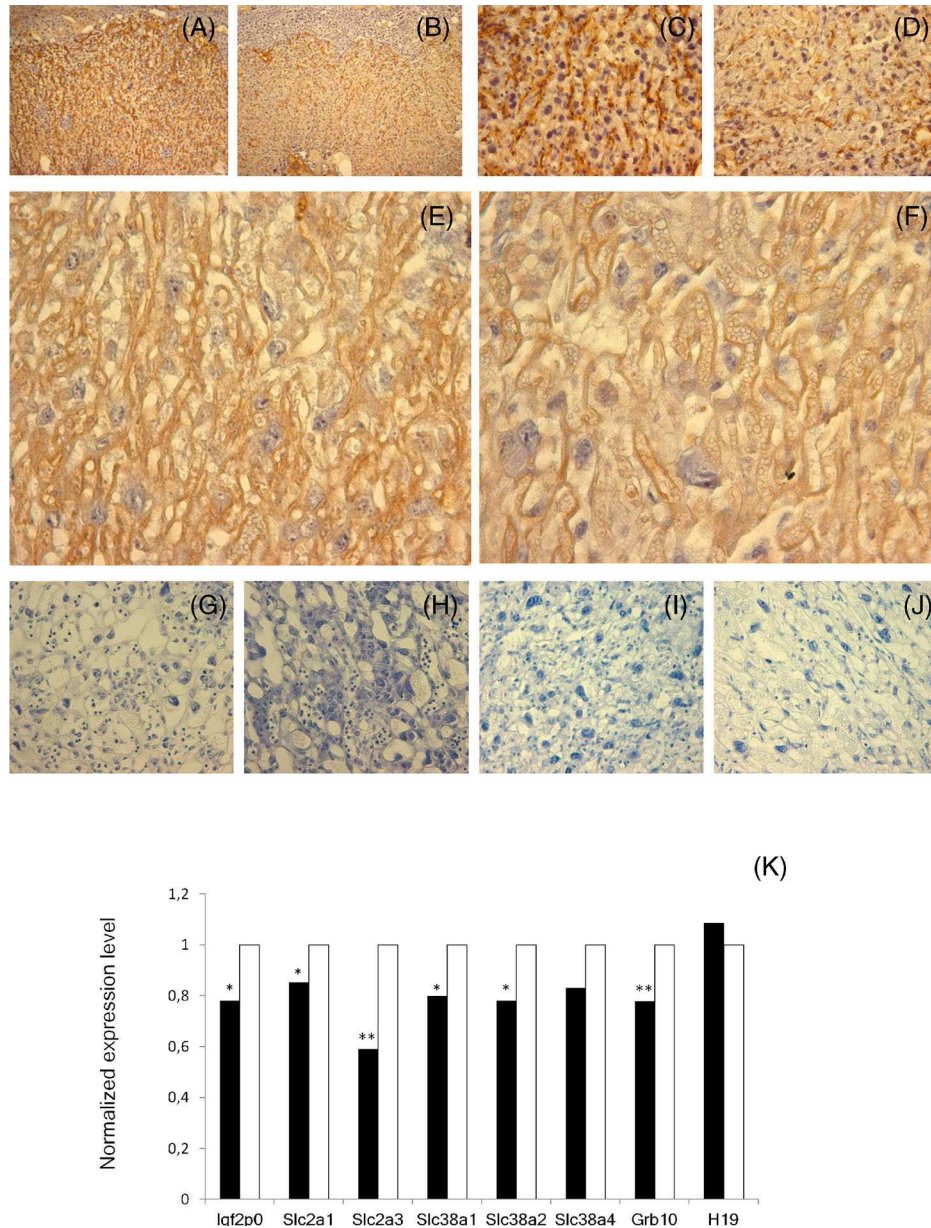 (A) (B) (C) (D)
(E) (F)
(G) (H) (I) (J)
(K)
Normalized expression level
1,2
1
0,8
0,6
0,4
0,2
0
* * ** * * **
Igf2p0 Slc2a1 Slc2a3 Slc38a1 Slc38a2 Slc38a4 Grb10 H19